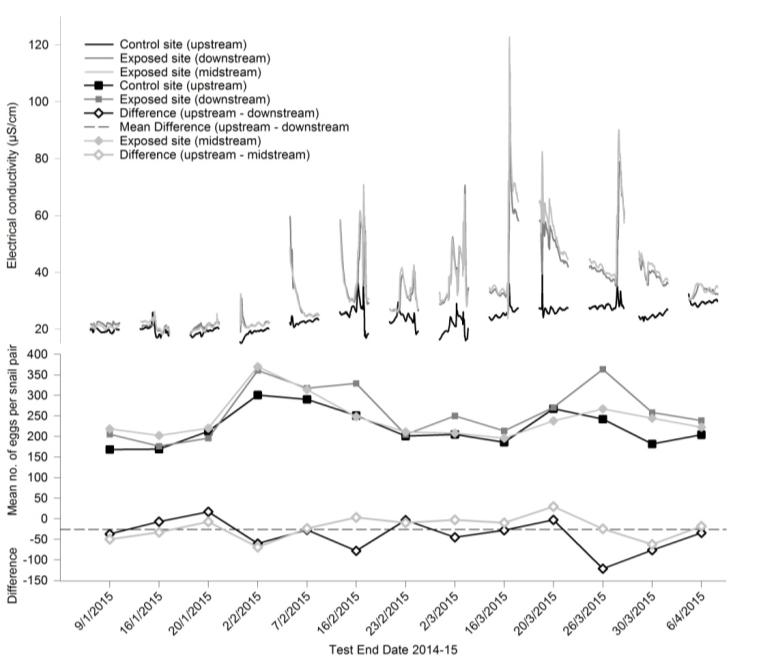 120
100
80
60
40
20
Electrical conductivity (µS/cm)
Control site (upstream)
Exposed site (downstream)
Exposed site (midstream)
Control site (upstream)
Exposed site (downstream)
Difference (upstream - downstream)
Mean Difference (upstream - downstream
Exposed site (midstream)
Difference (upstream - midstream)
400
350
300
250
200
150
100
50
0
-50
-100
-150
Mean no. of eggs per snail pair
Difference
9/1/2015
16/1/2015
20/1/2015
2/2/2015
7/2/2015
16/2/2015
23/2/2015
2/3/2015
16/3/2015
20/3/2015
26/3/2015
30/3/2015
6/4/2015
Test End Date 2014-15